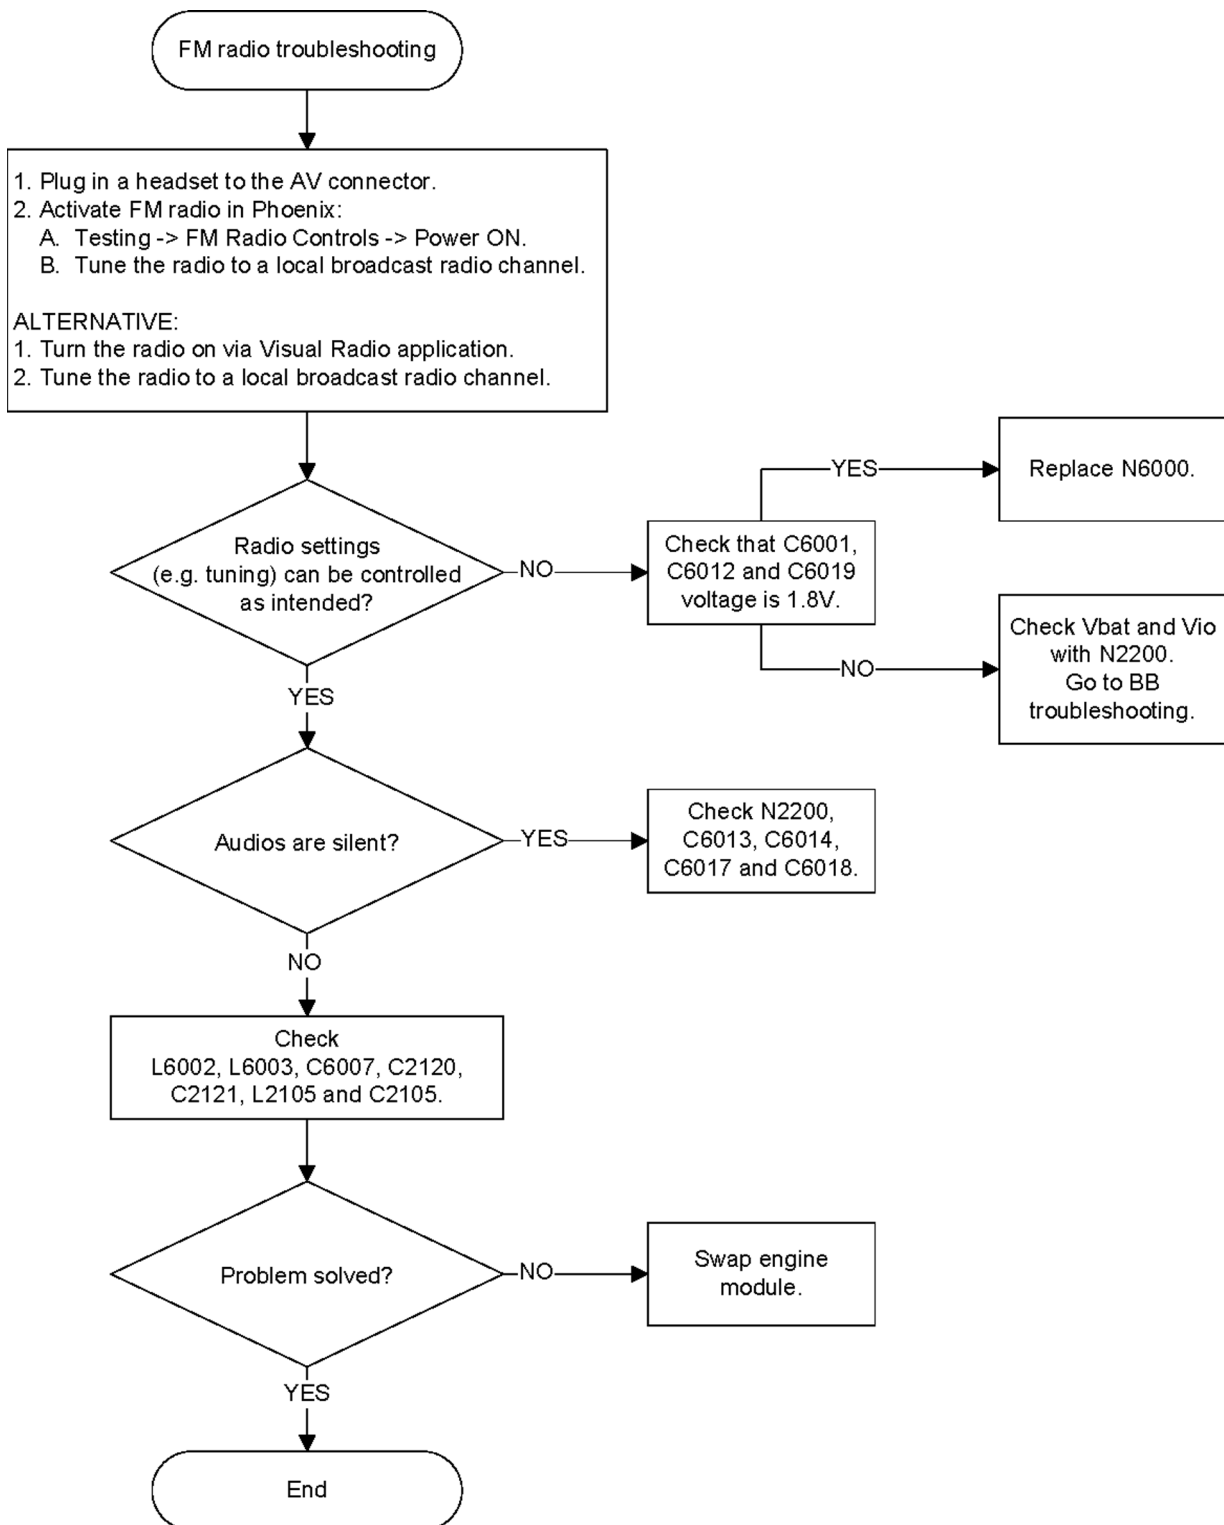 FM radio troubleshooting
1. Plug in a headset to the AV connector.
2. Activate FM radio in Phoenix:
A. Testing -> FM Radio Controls -> Power ON.
B. Tune the radio to a local broadcast radio channel.
ALTERNATIVE:
1. Turn the radio on via Visual Radio application.
2. Tune the radio to a local broadcast radio channel.
Radio settings
(e.g. tuning) can be controlled
as intended?
NO
Check that C6001,
C6012 and C6019
voltage is 1.8V.
YES
Replace N6000.
NO
Check Vbat and Vio
with N2200.
Go to BB
troubleshooting.
YES
Audios are silent?
YES
Check N2200,
C6013, C6014,
C6017 and C6018.
NO
Check
L6002, L6003, C6007, C2120,
C2121, L2105 and C2105.
Problem solved?
NO
Swap engine
module.
YES
End